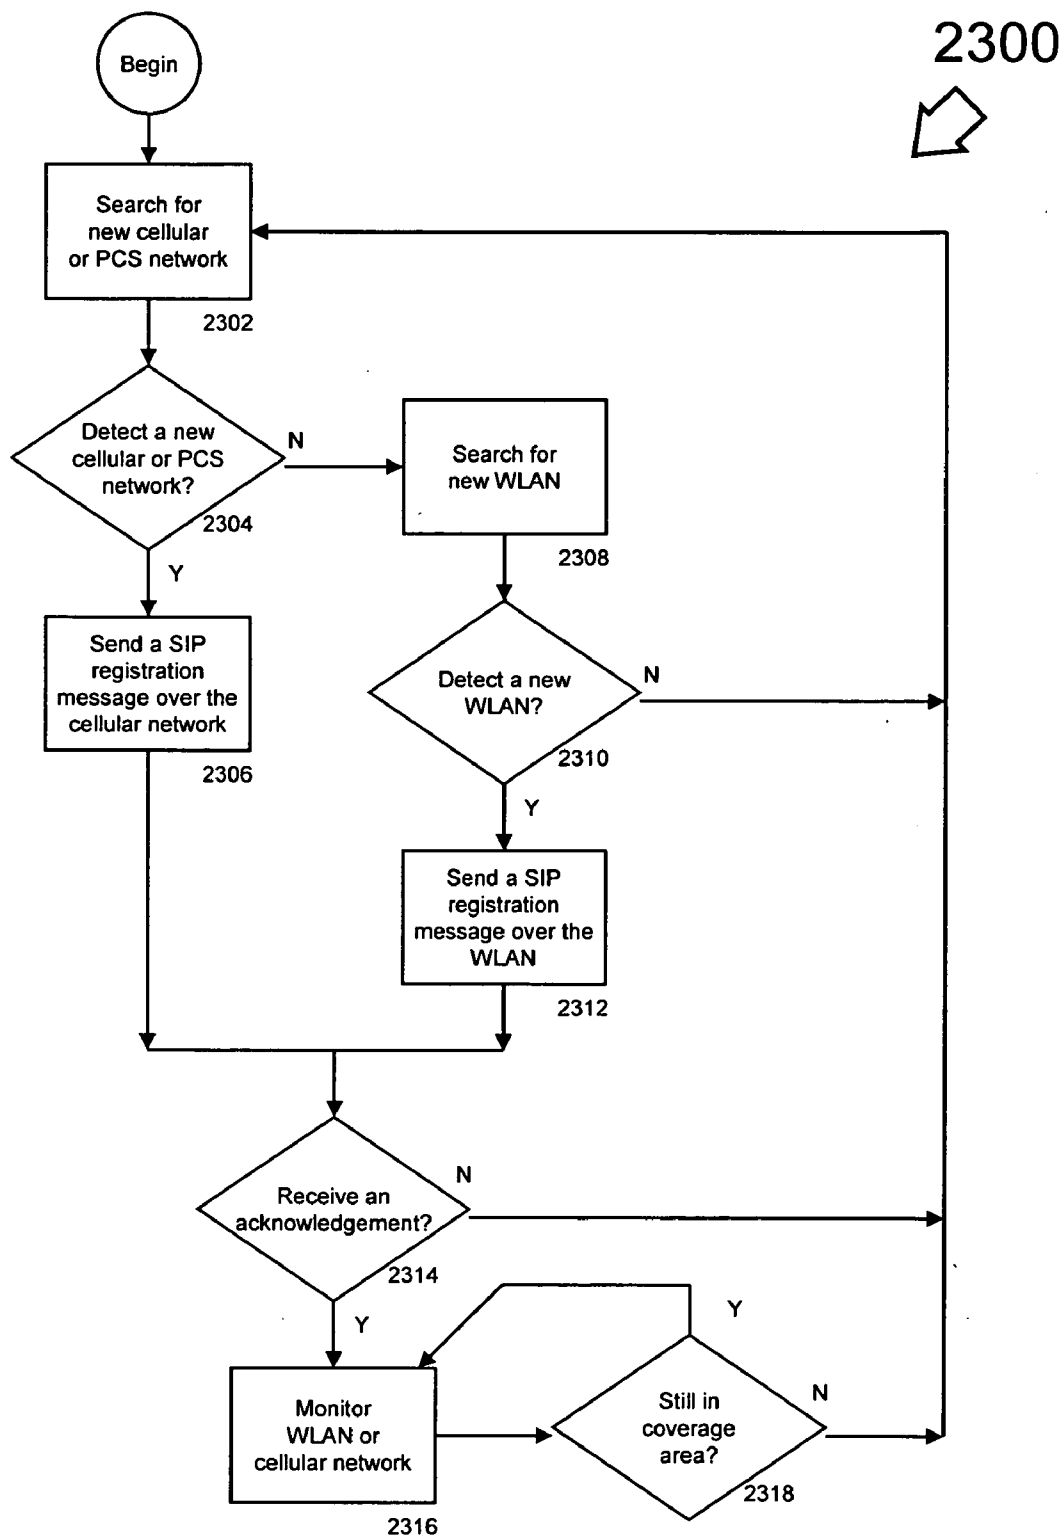 2300
Begin
Search for
new cellular
or PCS network
2302
Detect a new
cellular or PCS
network?
2304
N
Y
Search for
new WLAN
2308
Send a SIP
registration
message over the
cellular network
2306
Detect a new
WLAN?
2310
N
Y
Send a SIP
registration
message over the
WLAN
2312
Receive an
acknowledgement?
2314
N
Y
Monitor
WLAN or
cellular network
2316
Still in
coverage
area?
2318
Y
N